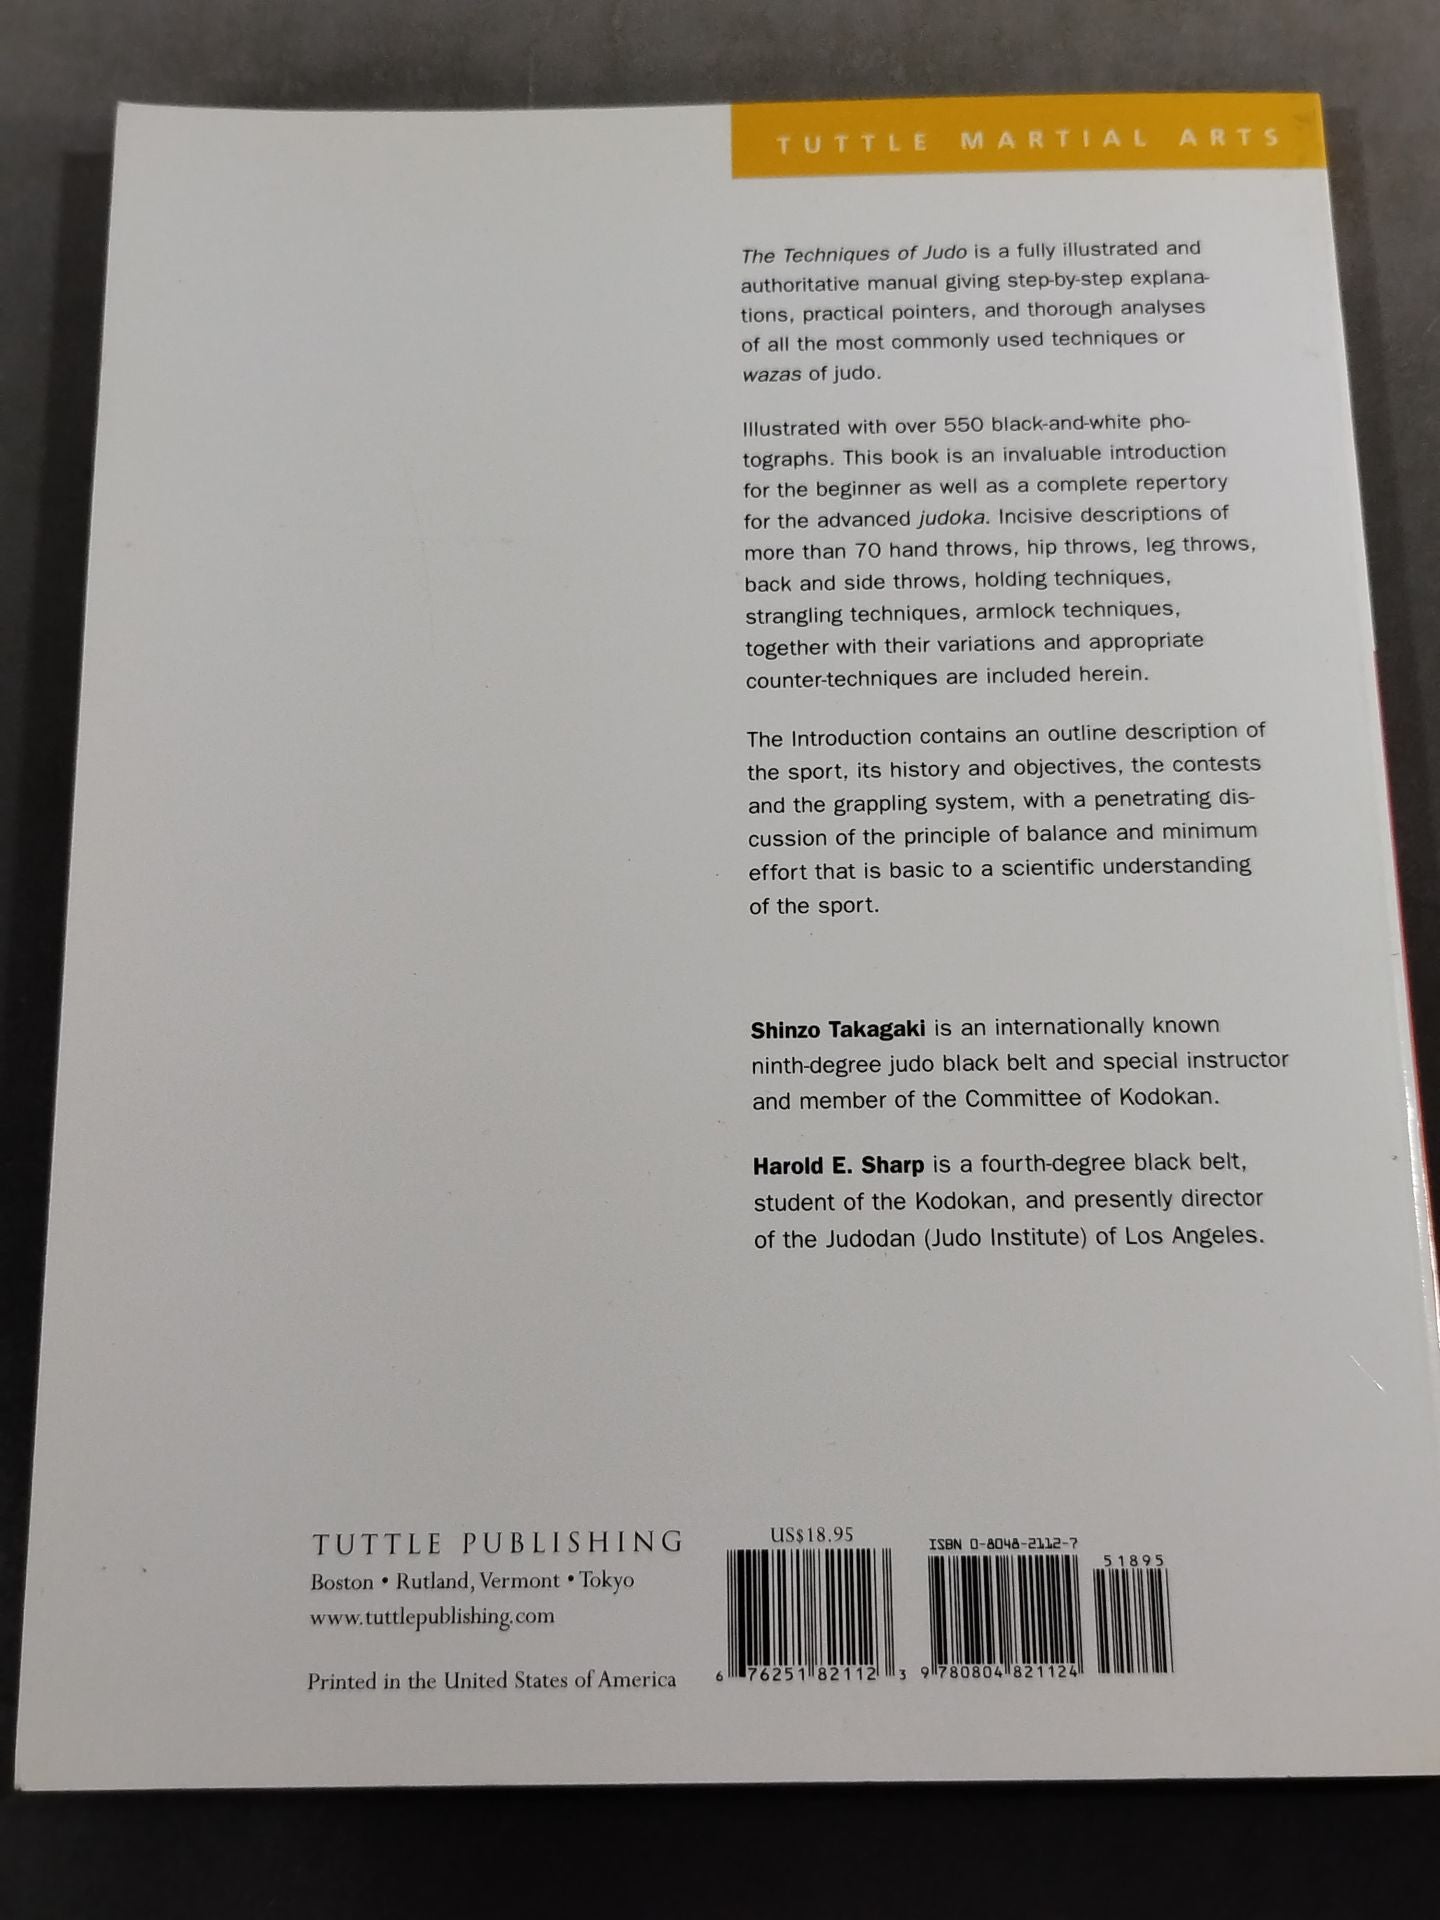 TUTTLE MARTIAL ARTS
The Techniques of Judo is a fully illustrated and
authoritative manual giving step-by-step explana-
tions, practical pointers, and thorough analyses
of all the most commonly used techniques or
wazas of judo.
Illustrated with over 550 black-and-white pho-
tographs. This book is an invaluable introduction
for the beginner as well as a complete repertory
for the advanced judoka. Incisive descriptions of
more than 70 hand throws, hip throws, leg throws,
back and side throws, holding techniques,
strangling techniques, armlock techniques,
together with their variations and appropriate
counter-techniques are included herein.
The Introduction contains an outline description of
the sport, its history and objectives, the contests
and the grappling system, with a penetrating dis-
cussion of the principle of balance and minimum
effort that is basic to a scientific understanding
of the sport.
Shinzo Takagaki is an internationally known
ninth-degree judo black belt and special instructor
and member of the Committee of Kodokan.
Harold E. Sharp is a fourth-degree black belt,
student of the Kodokan, and presently director
of the Judodan (Judo Institute) of Los Angeles.
TUTTLE PUBLISHING
Boston • Rutland, Vermont • Tokyo
www.tuttlepublishing.com
Printed in the United States of America
US$18.95
6 76251 82112 3
ISBN 0-8048-2112-7
9 780804 821124
51895